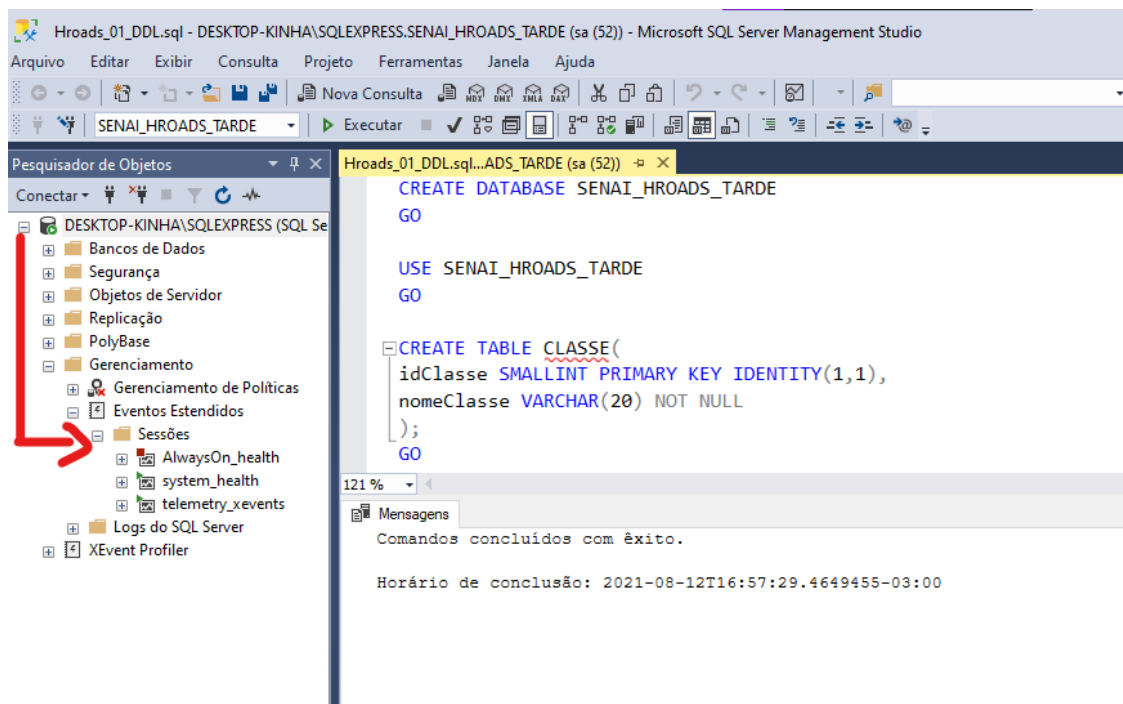 Hroads_01_DDL.sql - DESKTOP-KINHA\SQLEXPRESS.SENAI_HROADS_TARDE (sa (52)) - Microsoft SQL Server Management Studio
Arquivo Editar Exibir Consulta Projeto Ferramentas Janela Ajuda
Nova Consulta MDX DMX XMLA DAX
SENAI_HROADS_TARDE Executar
Pesquisador de Objetos
Conectar
DESKTOP-KINHA\SQLEXPRESS (SQL Se
Bancos de Dados
Segurança
Objetos de Servidor
Replicação
PolyBase
Gerenciamento
Gerenciamento de Políticas
Eventos Estendidos
Sessões
AlwaysOn_health
system_health
telemetry_xevents
Logs do SQL Server
XEvent Profiler
Hroads_01_DDL.sql...ADS_TARDE (sa (52))
CREATE DATABASE SENAI_HROADS_TARDE
GO
USE SENAI_HROADS_TARDE
GO
CREATE TABLE CLASSE(
idClasse SMALLINT PRIMARY KEY IDENTITY(1,1),
nomeClasse VARCHAR(20) NOT NULL
);
GO
121 %
Mensagens
Comandos concluídos com êxito.
Horário de conclusão: 2021-08-12T16:57:29.4649455-03:00